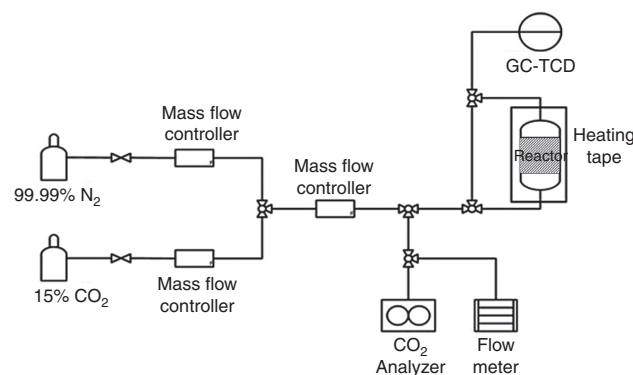 GC-TCD
Mass flow
controller
Mass flow
controller
Reactor
Heating
tape
99.99% N₂
15% CO₂
Mass flow
controller
CO₂
Analyzer
Flow
meter